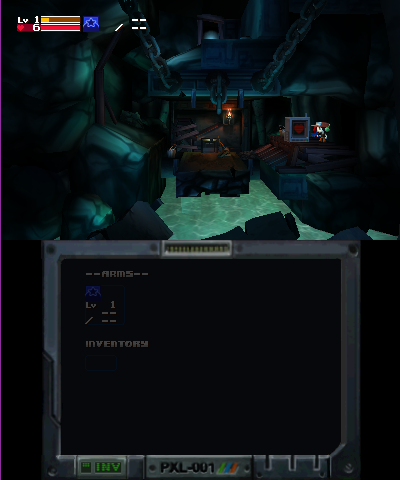 Lv 1
6
/ --
--
--ARMS--
Lv 1
--
/ --
INVENTORY
INV
PXL-001